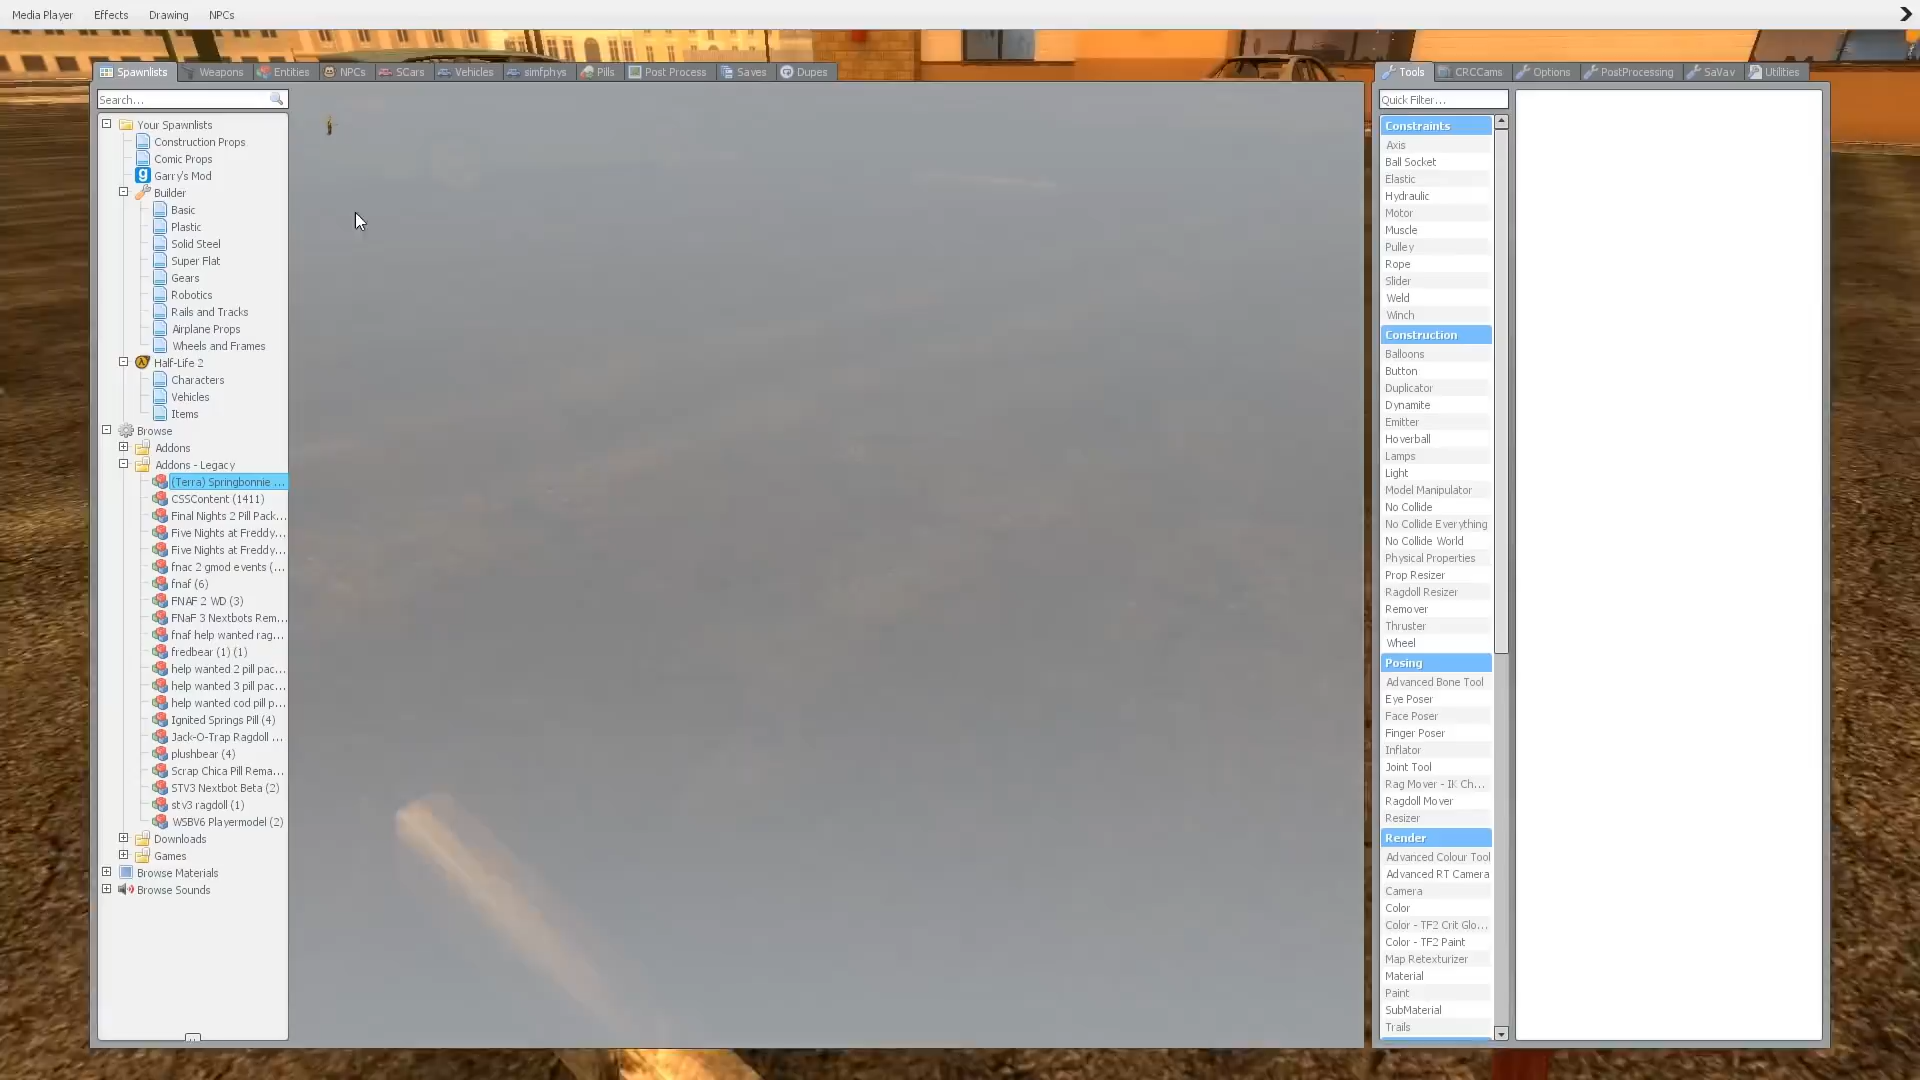 Media Player Effects Drawing NPCs
Spawnlists Weapons Entities NPCs SCars Vehicles simfphys Pills Post Process Saves Dupes
Search...
Your Spawnlists
Construction Props
Comic Props
Garry's Mod
Builder
Basic
Plastic
Solid Steel
Super Flat
Gears
Robotics
Rails and Tracks
Airplane Props
Wheels and Frames
Half-Life 2
Characters
Vehicles
Items
Browse
Addons
Addons - Legacy
(Terra) Springbonnie ...
CSSContent (1411)
Final Nights 2 Pill Pack...
Five Nights at Freddy...
Five Nights at Freddy...
fnac 2 gmod events (...
fnaf (6)
FNAF 2 WD (3)
FNaF 3 Nextbots Rem...
fnaf help wanted rag...
fredbear (1) (1)
help wanted 2 pill pac...
help wanted 3 pill pac...
help wanted cod pill p...
Ignited Springs Pill (4)
Jack-O-Trap Ragdoll ...
plushbear (4)
Scrap Chica Pill Rema...
STV3 Nextbot Beta (2)
stv3 ragdoll (1)
WSBV6 Playermodel (2)
Downloads
Games
Browse Materials
Browse Sounds
Tools CRCCams Options PostProcessing SaVav Utilities
Quick Filter...
Constraints
Axis
Ball Socket
Elastic
Hydraulic
Motor
Muscle
Pulley
Rope
Slider
Weld
Winch
Construction
Balloons
Button
Duplicator
Dynamite
Emitter
Hoverball
Lamps
Light
Model Manipulator
No Collide
No Collide Everything
No Collide World
Physical Properties
Prop Resizer
Ragdoll Resizer
Remover
Thruster
Wheel
Posing
Advanced Bone Tool
Eye Poser
Face Poser
Finger Poser
Inflator
Joint Tool
Rag Mover - IK Ch...
Ragdoll Mover
Resizer
Render
Advanced Colour Tool
Advanced RT Camera
Camera
Color
Color - TF2 Crit Glo...
Color - TF2 Paint
Map Retexturizer
Material
Paint
SubMaterial
Trails